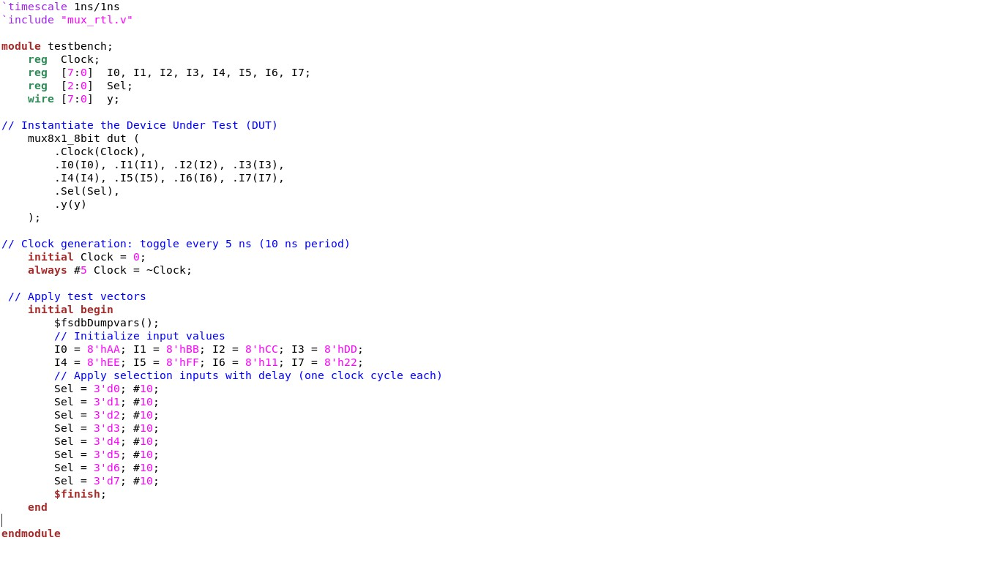 `timescale 1ns/1ns
`include "mux_rtl.v"
module testbench;
    reg  Clock;
    reg  [7:0]  I0, I1, I2, I3, I4, I5, I6, I7;
    reg  [2:0]  Sel;
    wire [7:0]  y;
// Instantiate the Device Under Test (DUT)
    mux8x1_8bit dut (
        .Clock(Clock),
        .I0(I0), .I1(I1), .I2(I2), .I3(I3),
        .I4(I4), .I5(I5), .I6(I6), .I7(I7),
        .Sel(Sel),
        .y(y)
    );
// Clock generation: toggle every 5 ns (10 ns period)
    initial Clock = 0;
    always #5 Clock = ~Clock;
 // Apply test vectors
    initial begin
        $fsdbDumpvars();
        // Initialize input values
        I0 = 8'hAA; I1 = 8'hBB; I2 = 8'hCC; I3 = 8'hDD;
        I4 = 8'hEE; I5 = 8'hFF; I6 = 8'h11; I7 = 8'h22;
        // Apply selection inputs with delay (one clock cycle each)
        Sel = 3'd0; #10;
        Sel = 3'd1; #10;
        Sel = 3'd2; #10;
        Sel = 3'd3; #10;
        Sel = 3'd4; #10;
        Sel = 3'd5; #10;
        Sel = 3'd6; #10;
        Sel = 3'd7; #10;
        $finish;
    end
endmodule